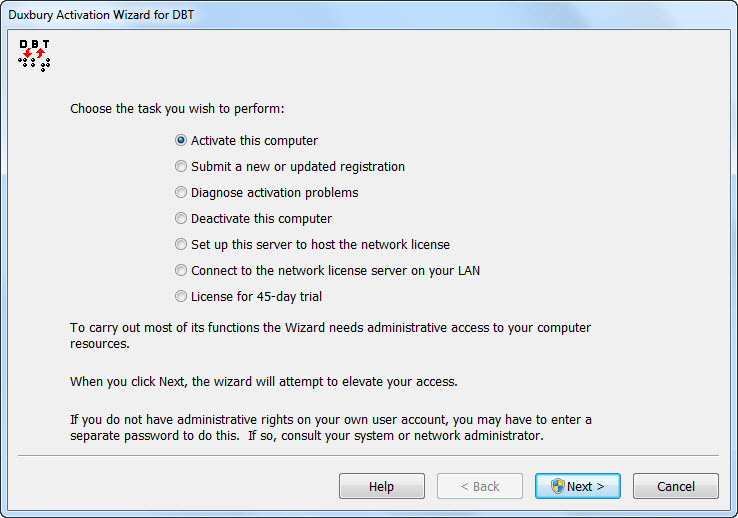 Duxbury Activation Wizard for DBT
DBT
Choose the task you wish to perform:
Activate this computer
Submit a new or updated registration
Diagnose activation problems
Deactivate this computer
Set up this server to host the network license
Connect to the network license server on your LAN
License for 45-day trial
To carry out most of its functions the Wizard needs administrative access to your computer
resources.
When you click Next, the wizard will attempt to elevate your access.
If you do not have administrative rights on your own user account, you may have to enter a
separate password to do this.  If so, consult your system or network administrator.
Help
< Back
Next >
Cancel